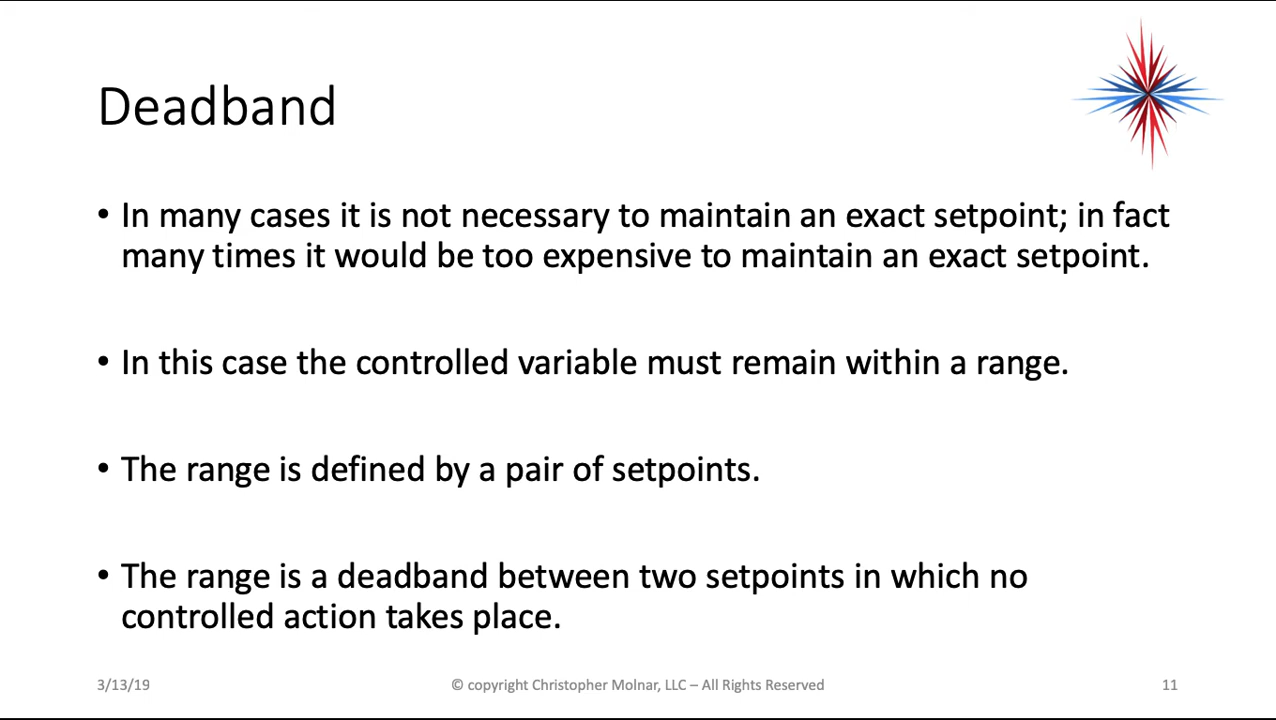 Deadband
• In many cases it is not necessary to maintain an exact setpoint; in fact
many times it would be too expensive to maintain an exact setpoint.
• In this case the controlled variable must remain within a range.
• The range is defined by a pair of setpoints.
• The range is a deadband between two setpoints in which no
controlled action takes place.
3/13/19
© copyright Christopher Molnar, LLC – All Rights Reserved
11